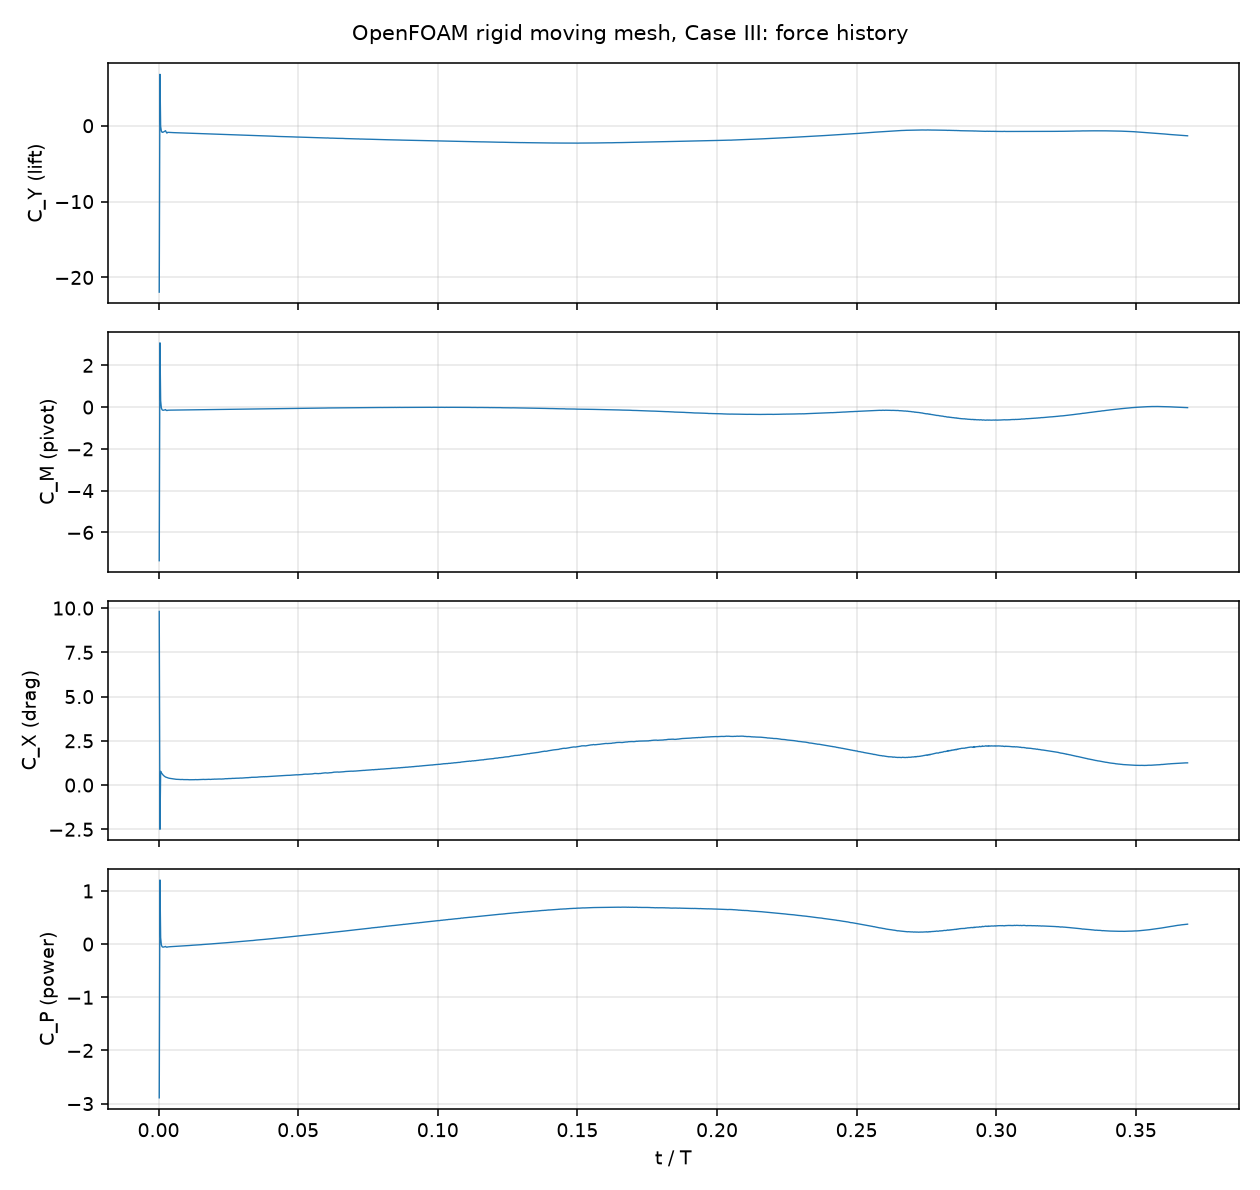 OpenFOAM rigid moving mesh, Case III: force history
C_Y (lift)
0
−10
−20
C_M (pivot)
2
0
−2
−4
−6
C_X (drag)
10.0
7.5
5.0
2.5
0.0
−2.5
C_P (power)
1
0
−1
−2
−3
0.00 0.05 0.10 0.15 0.20 0.25 0.30 0.35
t / T